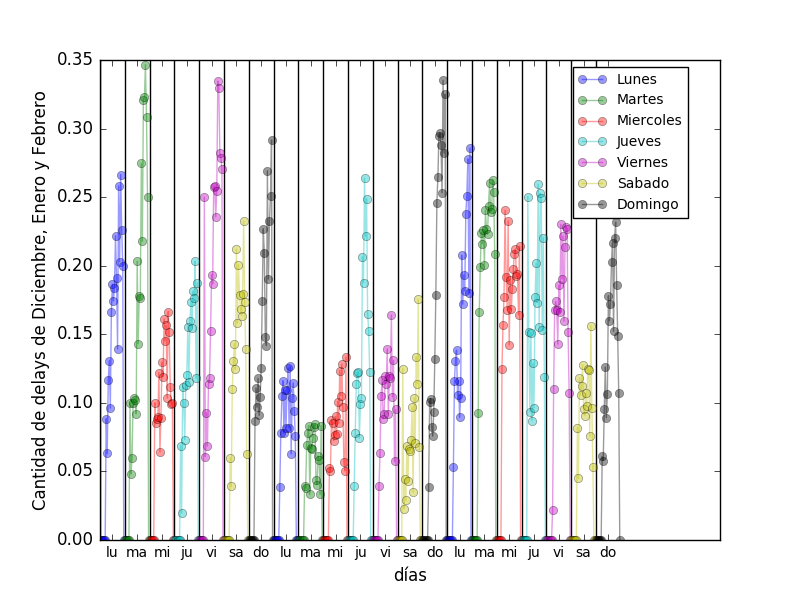 Cantidad de delays de Diciembre, Enero y Febrero
0.35
0.30
0.25
0.20
0.15
0.10
0.05
0.00
Lunes
Martes
Miercoles
Jueves
Viernes
Sabado
Domingo
lu ma mi ju vi sa do lu ma mi ju vi sa do lu ma mi ju vi sa do
días